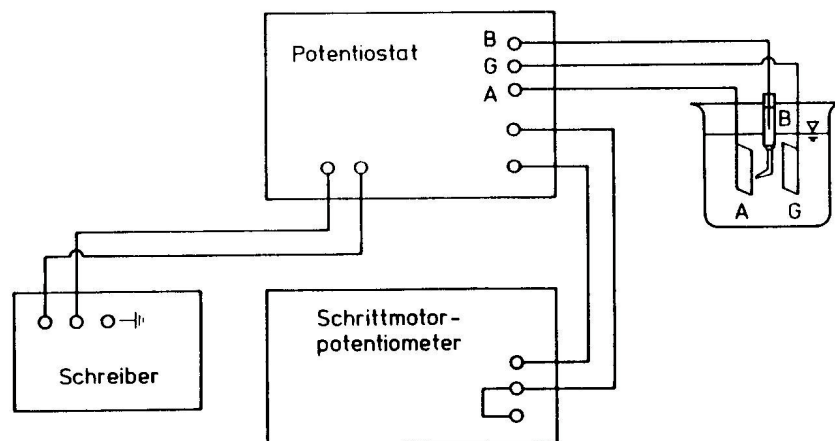 Potentiostat
B
G
A
B
A
G
Schreiber
Schrittmotor-
potentiometer